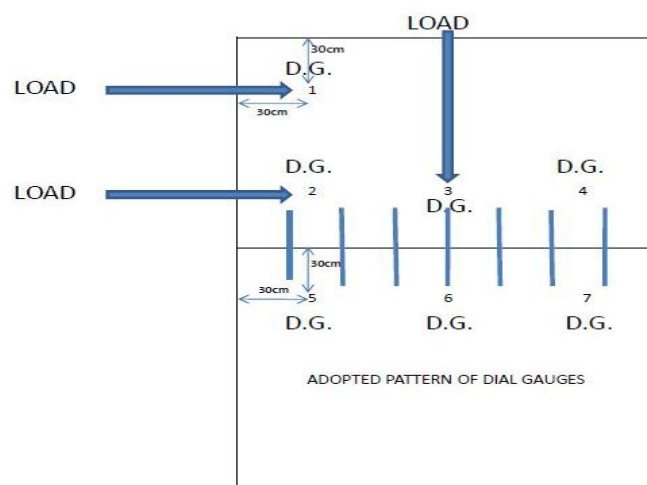 LOAD
30cm
D.G.
LOAD
1
30cm
D.G.
D.G.
LOAD
2
3
4
D.G.
30cm
30cm
5
6
7
D.G.
D.G.
D.G.
ADOPTED PATTERN OF DIAL GAUGES